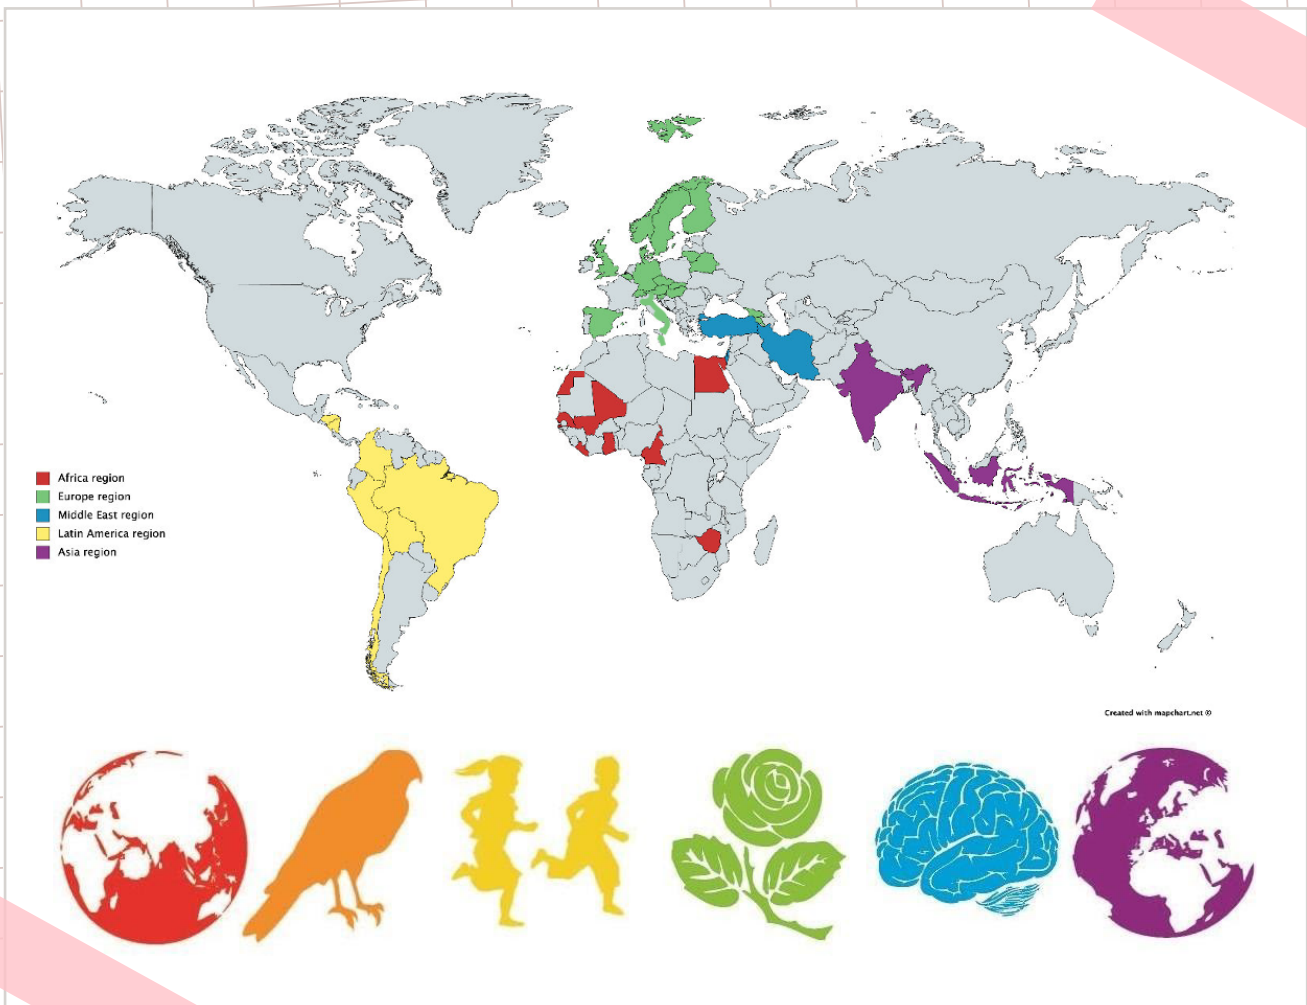 Africa region
Europe region
Middle East region
Latin America region
Asia region
Created with mapchart.net ©